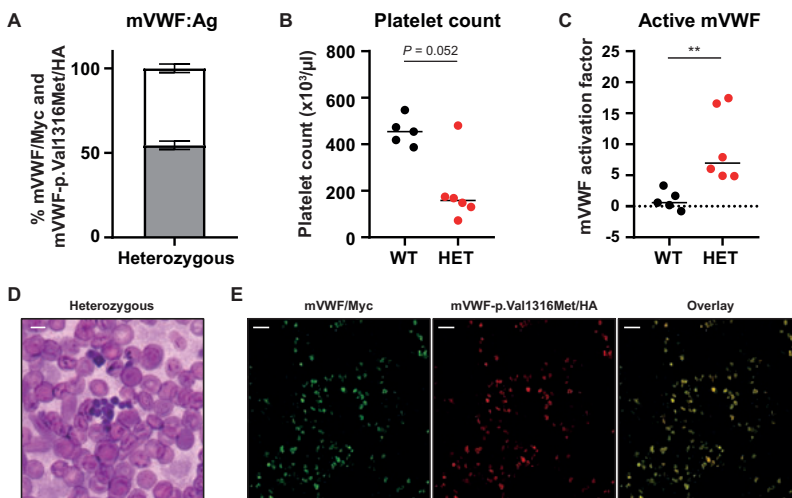 A
mVWF:Ag
% mVWF/Myc and
mVWF-p.Val1316Met/HA
100
50
0
Heterozygous
B
Platelet count
Platelet count (x10³/µl)
800
600
400
200
0
P = 0.052
WT
HET
C
Active mVWF
mVWF activation factor
25
20
15
10
5
0
-5
**
WT
HET
D
Heterozygous
E
mVWF/Myc
mVWF-p.Val1316Met/HA
Overlay